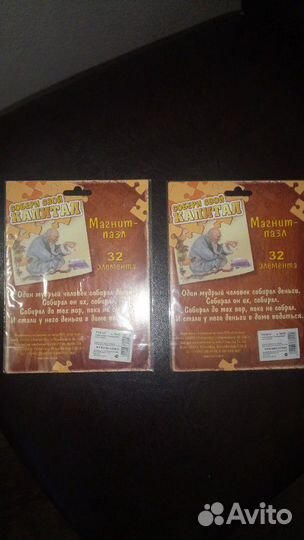 СОБЕРИ СВОЙ
КАПИТАЛ
Магнит-
пазл
32
элемента
Один мудрый человек собирал деньги.
Собирал он их, собирал.
Собирал до тех пор, пока не собрал.
И стали у него деньги в доме водиться.
СОБЕРИ СВОЙ
КАПИТАЛ
Магнит-
пазл
32
элемента
Один мудрый человек собирал деньги.
Собирал он их, собирал.
Собирал до тех пор, пока не собрал.
И стали у него деньги в доме водиться.
Avito